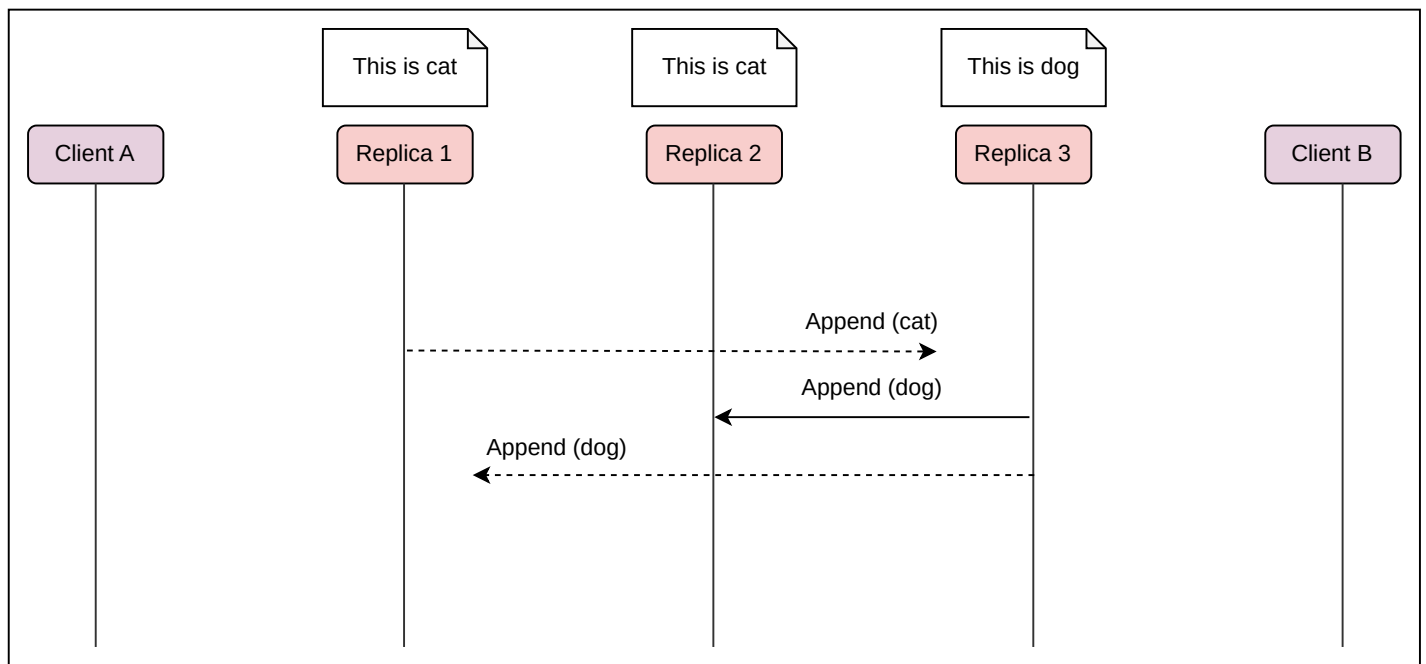 This is cat
This is cat
This is dog
Client A
Replica 1
Replica 2
Replica 3
Client B
Append (cat)
Append (dog)
Append (dog)